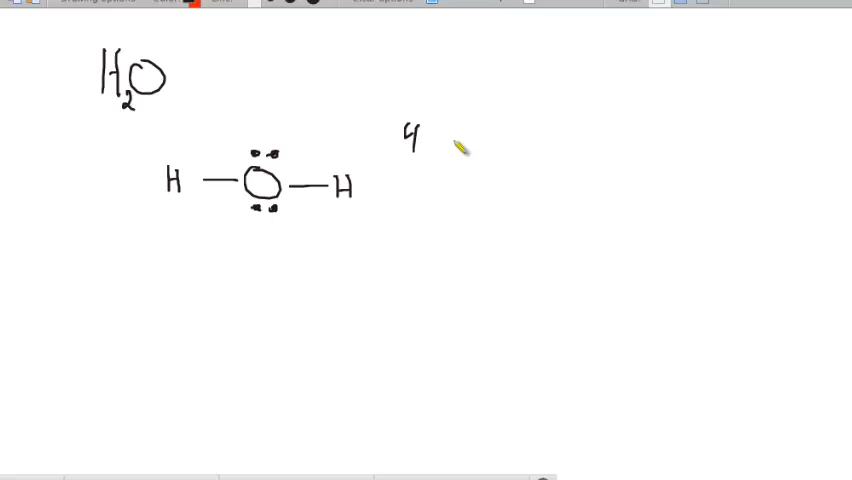 H₂O
4
H — O — H